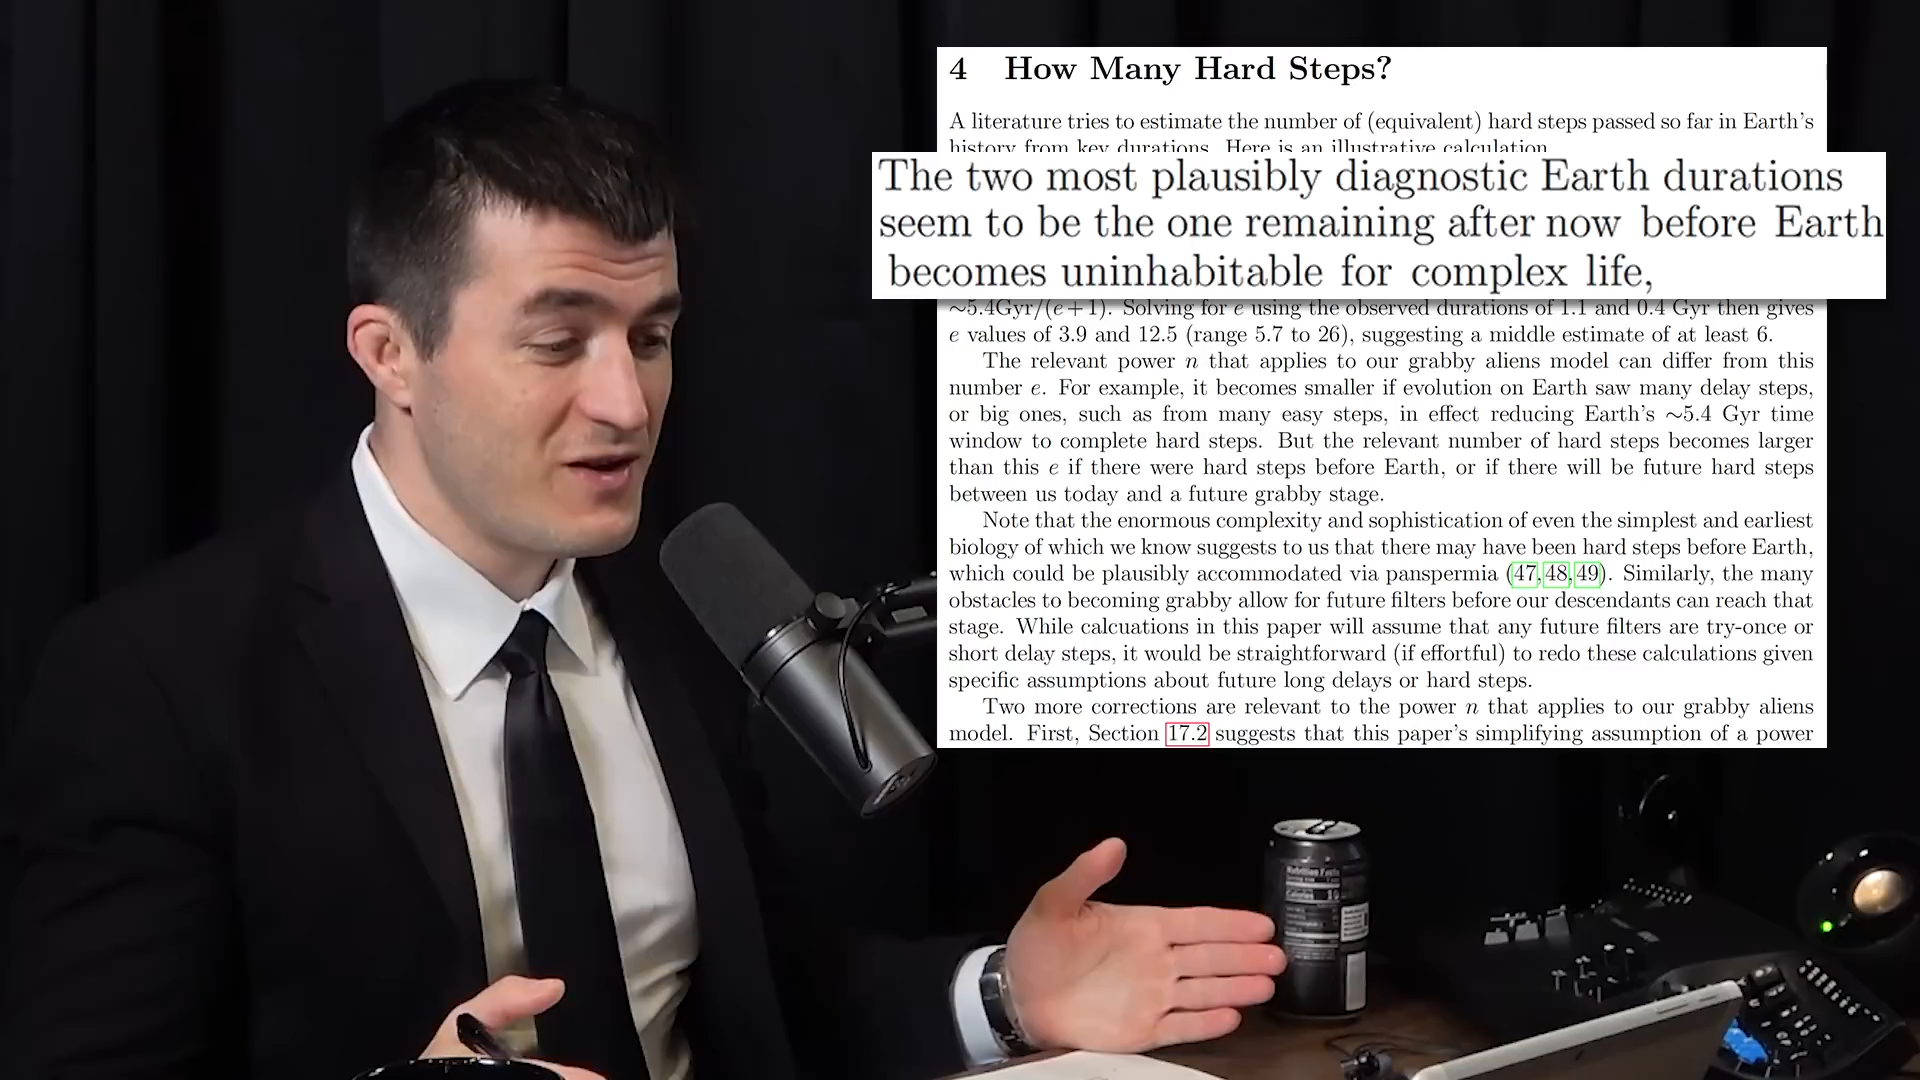 4 How Many Hard Steps?
A literature tries to estimate the number of (equivalent) hard steps passed so far in Earth's
history from key durations. Here is an illustrative calculation.
The two most plausibly diagnostic Earth durations
seem to be the one remaining after now before Earth
becomes uninhabitable for complex life,
~5.4Gyr/(e + 1). Solving for e using the observed durations of 1.1 and 0.4 Gyr then gives
e values of 3.9 and 12.5 (range 5.7 to 26), suggesting a middle estimate of at least 6.
The relevant power n that applies to our grabby aliens model can differ from this
number e. For example, it becomes smaller if evolution on Earth saw many delay steps,
or big ones, such as from many easy steps, in effect reducing Earth's ~5.4 Gyr time
window to complete hard steps. But the relevant number of hard steps becomes larger
than this e if there were hard steps before Earth, or if there will be future hard steps
between us today and a future grabby stage.
Note that the enormous complexity and sophistication of even the simplest and earliest
biology of which we know suggests to us that there may have been hard steps before Earth,
which could be plausibly accommodated via panspermia (47,48,49). Similarly, the many
obstacles to becoming grabby allow for future filters before our descendants can reach that
stage. While calcuations in this paper will assume that any future filters are try-once or
short delay steps, it would be straightforward (if effortful) to redo these calculations given
specific assumptions about future long delays or hard steps.
Two more corrections are relevant to the power n that applies to our grabby aliens
model. First, Section 17.2 suggests that this paper's simplifying assumption of a power
Nutrition Facts
Calories 10